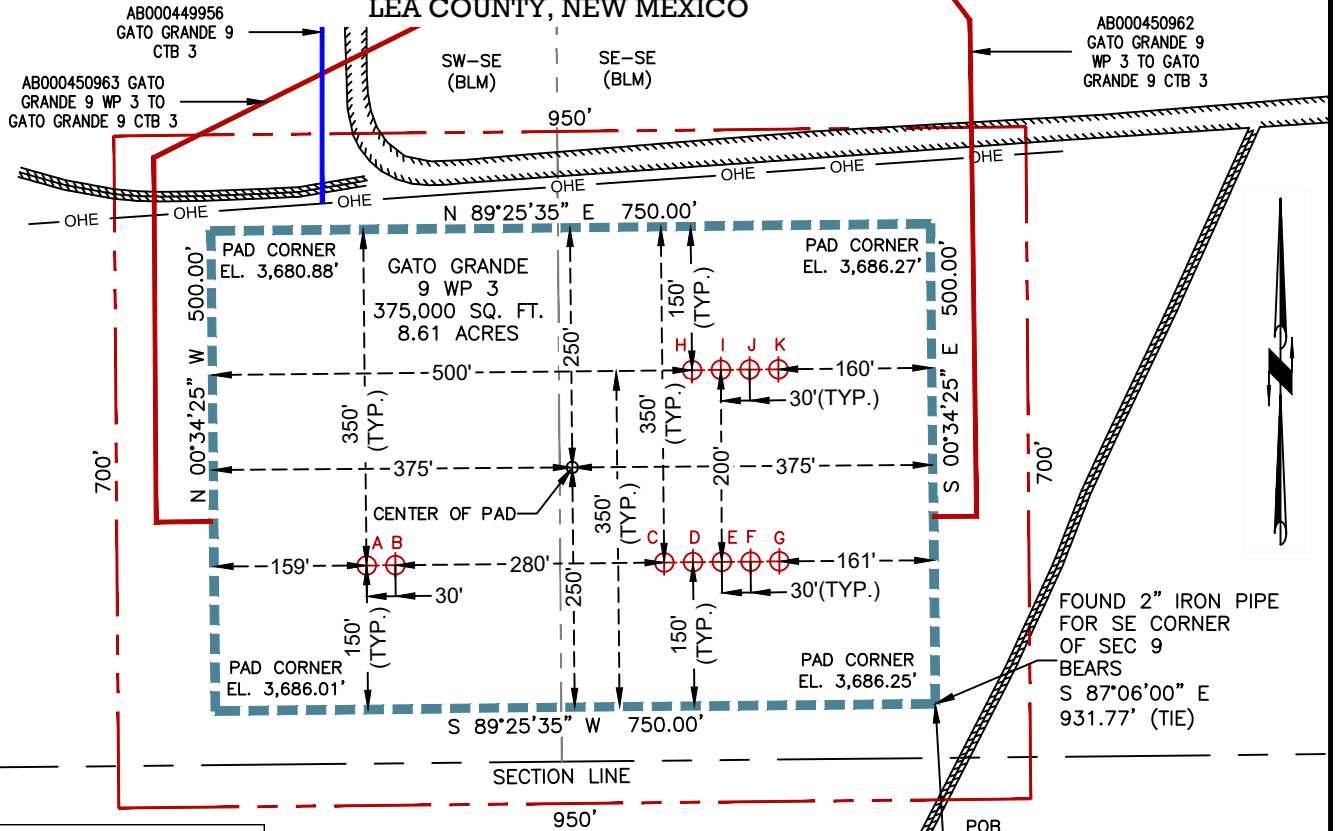 LEA COUNTY, NEW MEXICO
AB000449956
GATO GRANDE 9
CTB 3
AB000450963 GATO
GRANDE 9 WP 3 TO
GATO GRANDE 9 CTB 3
SW-SE
(BLM)
SE-SE
(BLM)
AB000450962
GATO GRANDE 9
WP 3 TO GATO
GRANDE 9 CTB 3
950'
OHE
OHE
OHE
OHE
OHE
OHE
N 89°25'35" E 750.00'
PAD CORNER
EL. 3,680.88'
PAD CORNER
EL. 3,686.27'
GATO GRANDE
9 WP 3
375,000 SQ. FT.
8.61 ACRES
N 00°34'25" W 500.00'
S 00°34'25" E 500.00'
700'
700'
350'
(TYP.)
250'
350'
(TYP.)
150'
(TYP.)
H I J K
500'
160'
30'(TYP.)
375'
375'
200'
CENTER OF PAD
350'
(TYP.)
A B
C D E F G
159'
280'
161'
30'
30'(TYP.)
150'
(TYP.)
250'
150'
(TYP.)
PAD CORNER
EL. 3,686.01'
PAD CORNER
EL. 3,686.25'
FOUND 2" IRON PIPE
FOR SE CORNER
OF SEC 9
BEARS
S 87°06'00" E
931.77' (TIE)
S 89°25'35" W 750.00'
SECTION LINE
950'
POB